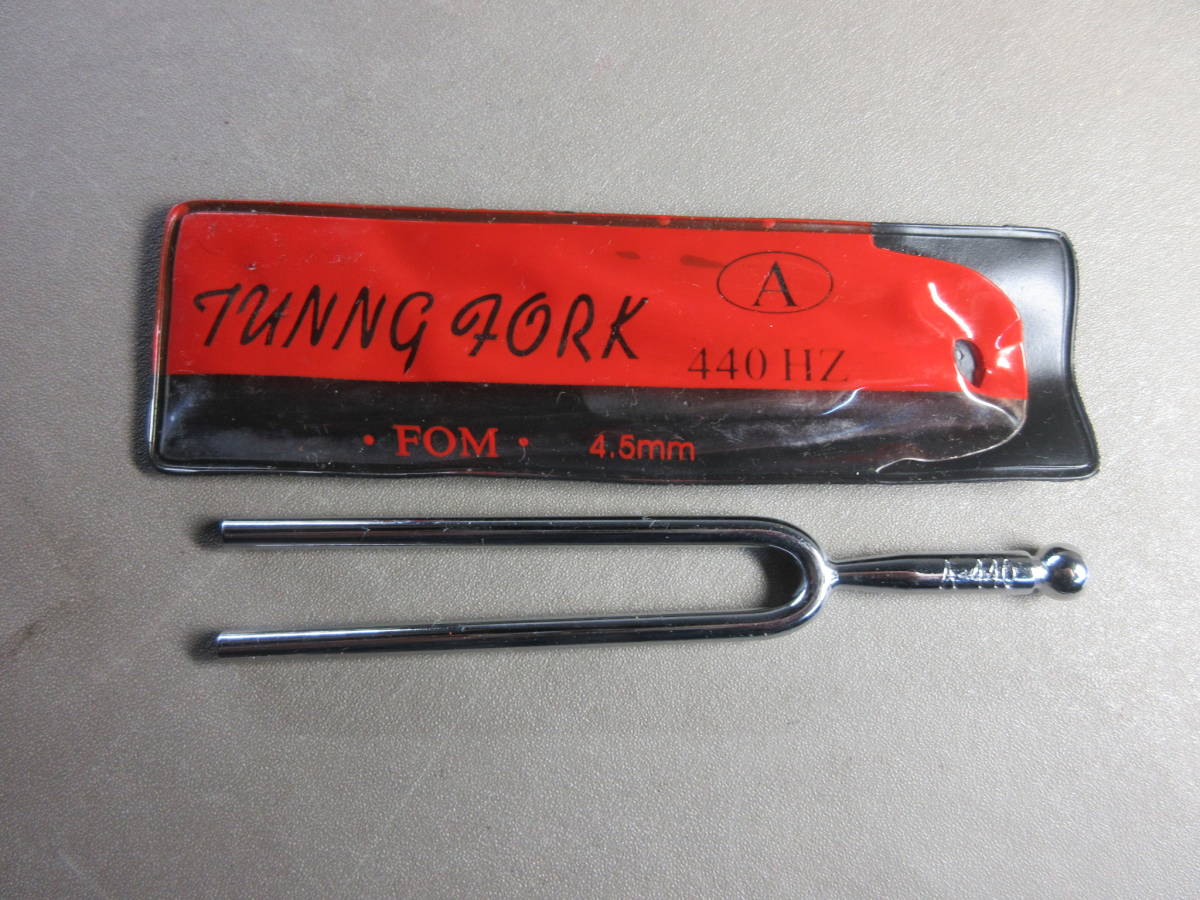 A
TUNNG FORK
440 HZ
• FOM • 4.5mm
A-440